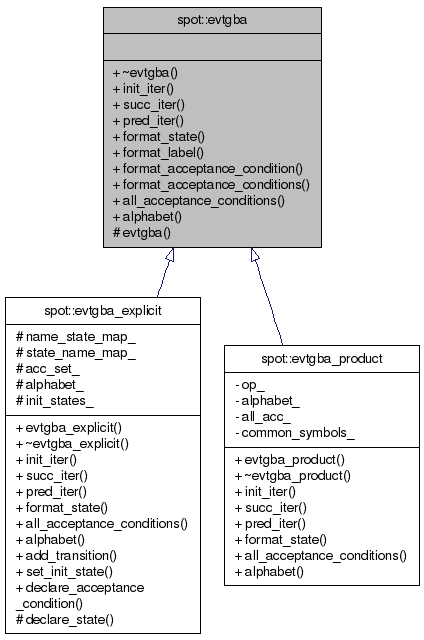 spot::evtgba
+ ~evtgba()
+ init_iter()
+ succ_iter()
+ pred_iter()
+ format_state()
+ format_label()
+ format_acceptance_condition()
+ format_acceptance_conditions()
+ all_acceptance_conditions()
+ alphabet()
# evtgba()
spot::evtgba_explicit
# name_state_map_
# state_name_map_
# acc_set_
# alphabet_
# init_states_
+ evtgba_explicit()
+ ~evtgba_explicit()
+ init_iter()
+ succ_iter()
+ pred_iter()
+ format_state()
+ all_acceptance_conditions()
+ alphabet()
+ add_transition()
+ set_init_state()
+ declare_acceptance
_condition()
# declare_state()
spot::evtgba_product
- op_
- alphabet_
- all_acc_
- common_symbols_
+ evtgba_product()
+ ~evtgba_product()
+ init_iter()
+ succ_iter()
+ pred_iter()
+ format_state()
+ all_acceptance_conditions()
+ alphabet()